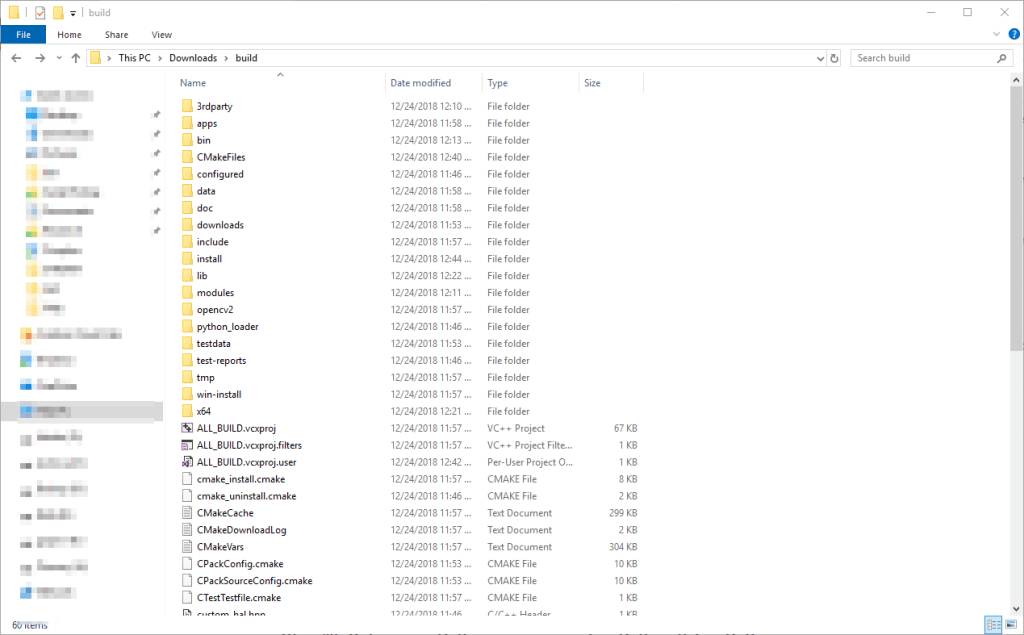 build
File Home Share View
This PC Downloads build Search build
Name Date modified Type Size
3rdparty 12/24/2018 12:10 ... File folder
apps 12/24/2018 11:58 ... File folder
bin 12/24/2018 12:13 ... File folder
CMakeFiles 12/24/2018 12:40 ... File folder
configured 12/24/2018 11:46 ... File folder
data 12/24/2018 11:58 ... File folder
doc 12/24/2018 11:58 ... File folder
downloads 12/24/2018 11:53 ... File folder
include 12/24/2018 11:57 ... File folder
install 12/24/2018 12:44 ... File folder
lib 12/24/2018 12:22 ... File folder
modules 12/24/2018 12:11 ... File folder
opencv2 12/24/2018 11:57 ... File folder
python_loader 12/24/2018 11:46 ... File folder
testdata 12/24/2018 11:53 ... File folder
test-reports 12/24/2018 11:46 ... File folder
tmp 12/24/2018 11:57 ... File folder
win-install 12/24/2018 11:57 ... File folder
x64 12/24/2018 12:21 ... File folder
ALL_BUILD.vcxproj 12/24/2018 11:57 ... VC++ Project 67 KB
ALL_BUILD.vcxproj.filters 12/24/2018 11:57 ... VC++ Project Filte... 1 KB
ALL_BUILD.vcxproj.user 12/24/2018 12:42 ... Per-User Project O... 1 KB
cmake_install.cmake 12/24/2018 11:57 ... CMAKE File 8 KB
cmake_uninstall.cmake 12/24/2018 11:46 ... CMAKE File 2 KB
CMakeCache 12/24/2018 11:57 ... Text Document 299 KB
CMakeDownloadLog 12/24/2018 11:57 ... Text Document 2 KB
CMakeVars 12/24/2018 11:57 ... Text Document 304 KB
CPackConfig.cmake 12/24/2018 11:53 ... CMAKE File 10 KB
CPackSourceConfig.cmake 12/24/2018 11:53 ... CMAKE File 10 KB
CTestTestfile.cmake 12/24/2018 11:57 ... CMAKE File 1 KB
custom_hal.hpp 12/24/2018 11:46 ... C/C++ Header 1 KB
60 items